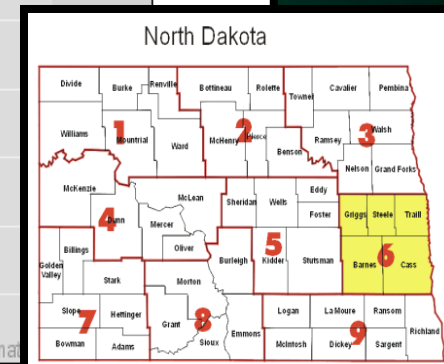 North Dakota
Divide Burke Renville Bottineau Rolette Towner Cavalier Pembina
Williams 1 Mountrial Ward McHenry 2 Pierce Benson Ramsey 3 Walsh
Nelson Grand Forks
McKenzie 4 Dunn McLean Mercer Oliver Sheridan Wells Eddy Foster Griggs Steele Traill
Billings Golden Valley Stark Morton Burleigh 5 Kidder Stutsman Barnes 6 Cass
Slope 7 Hettinger Grant 8 Sioux Emmons Logan LaMoure Ransom Richland
Bowman Adams McIntosh Dickey 9 Sargent